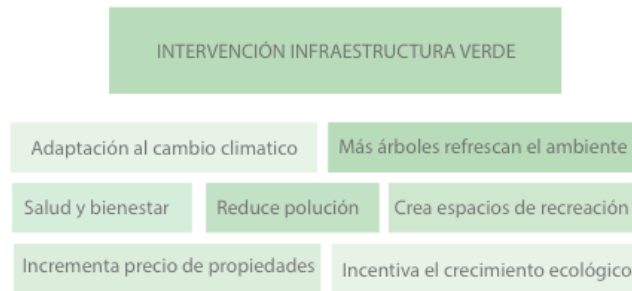 INTERVENCIÓN INFRAESTRUCTURA VERDE
Adaptación al cambio climatico
Más árboles refrescan el ambiente
Salud y bienestar
Reduce polución
Crea espacios de recreación
Incrementa precio de propiedades
Incentiva el crecimiento ecológico